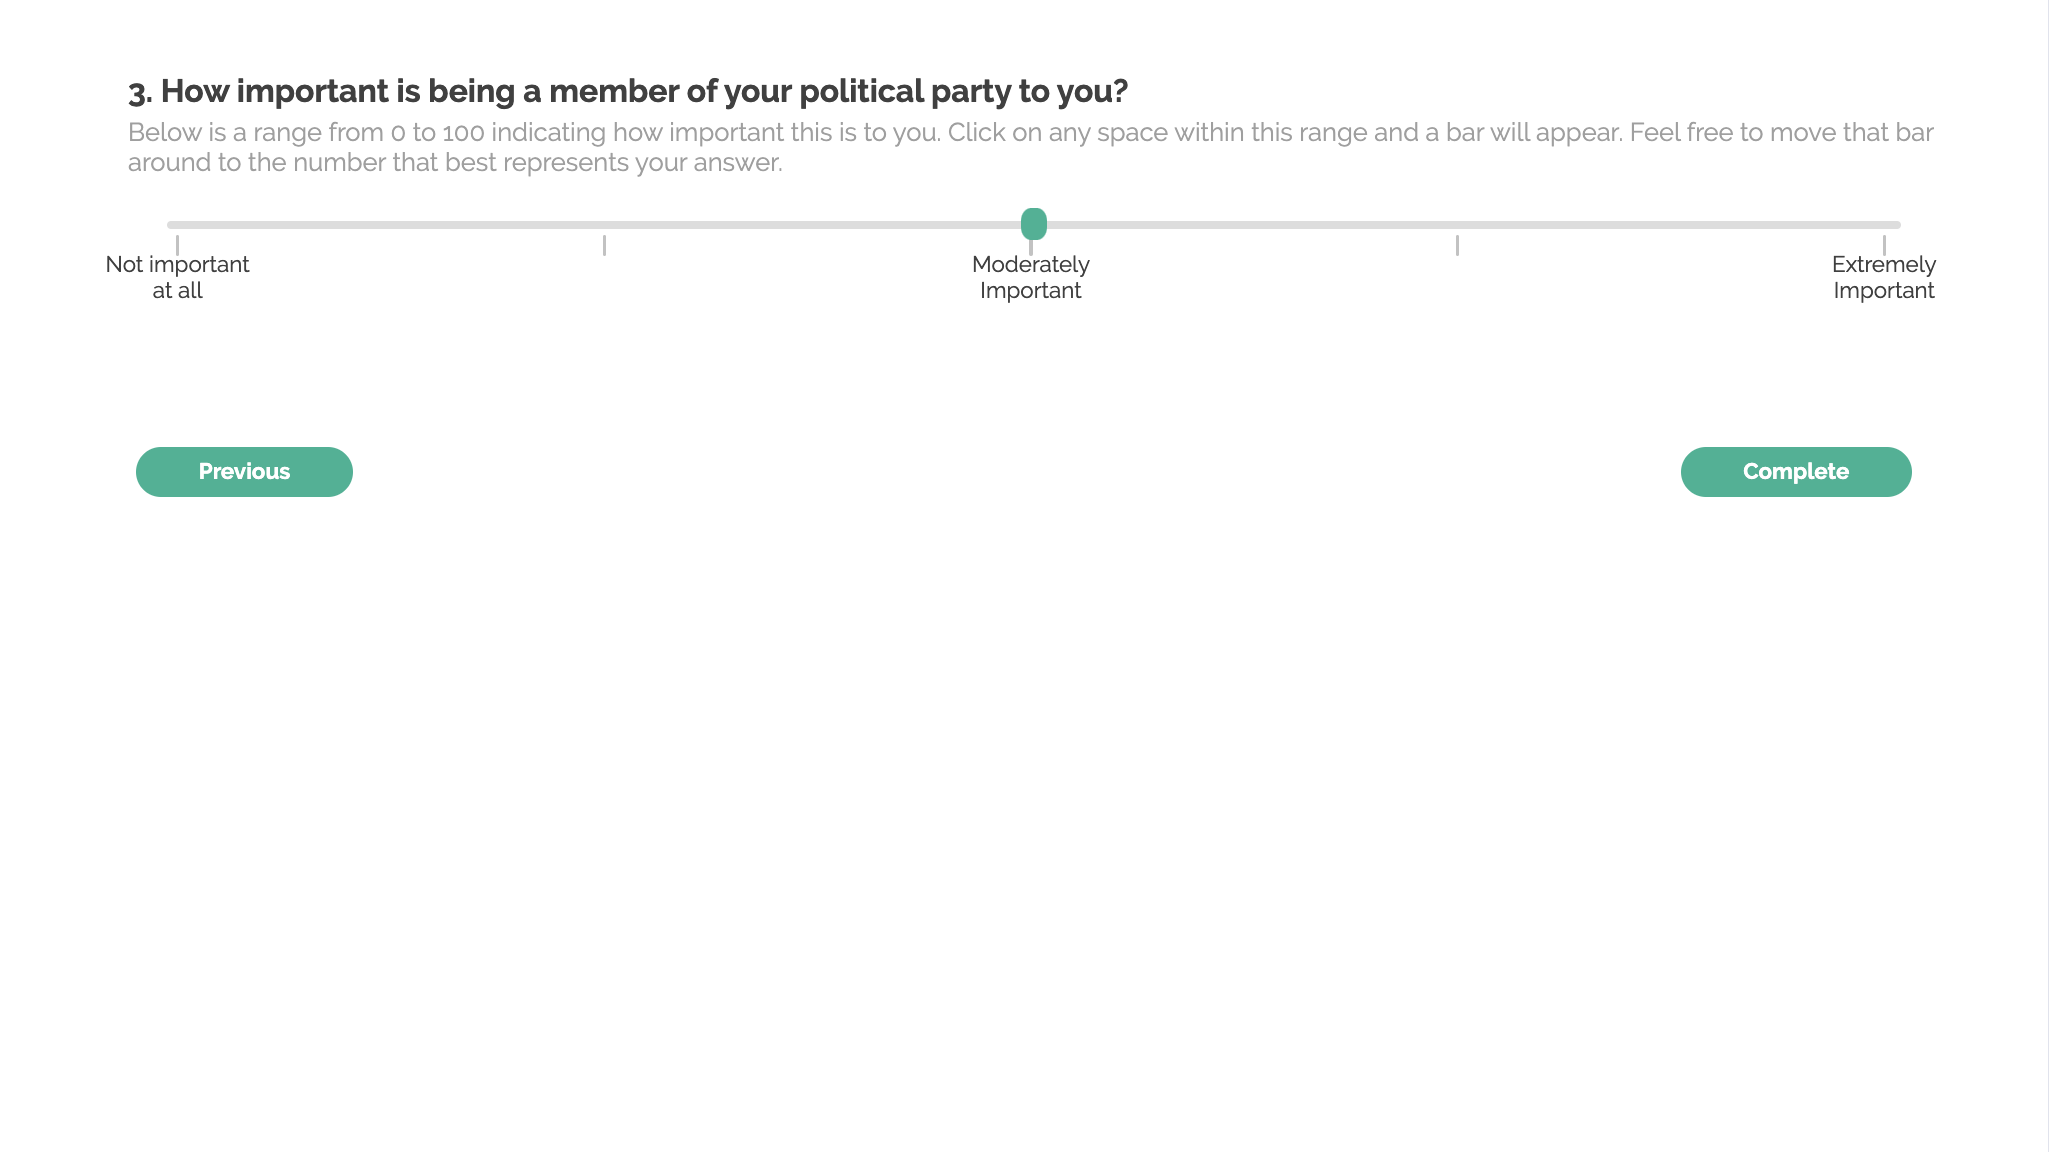 3. How important is being a member of your political party to you?
Below is a range from 0 to 100 indicating how important this is to you. Click on any space within this range and a bar will appear. Feel free to move that bar
around to the number that best represents your answer.
Not important
at all
Moderately
Important
Extremely
Important
Previous
Complete